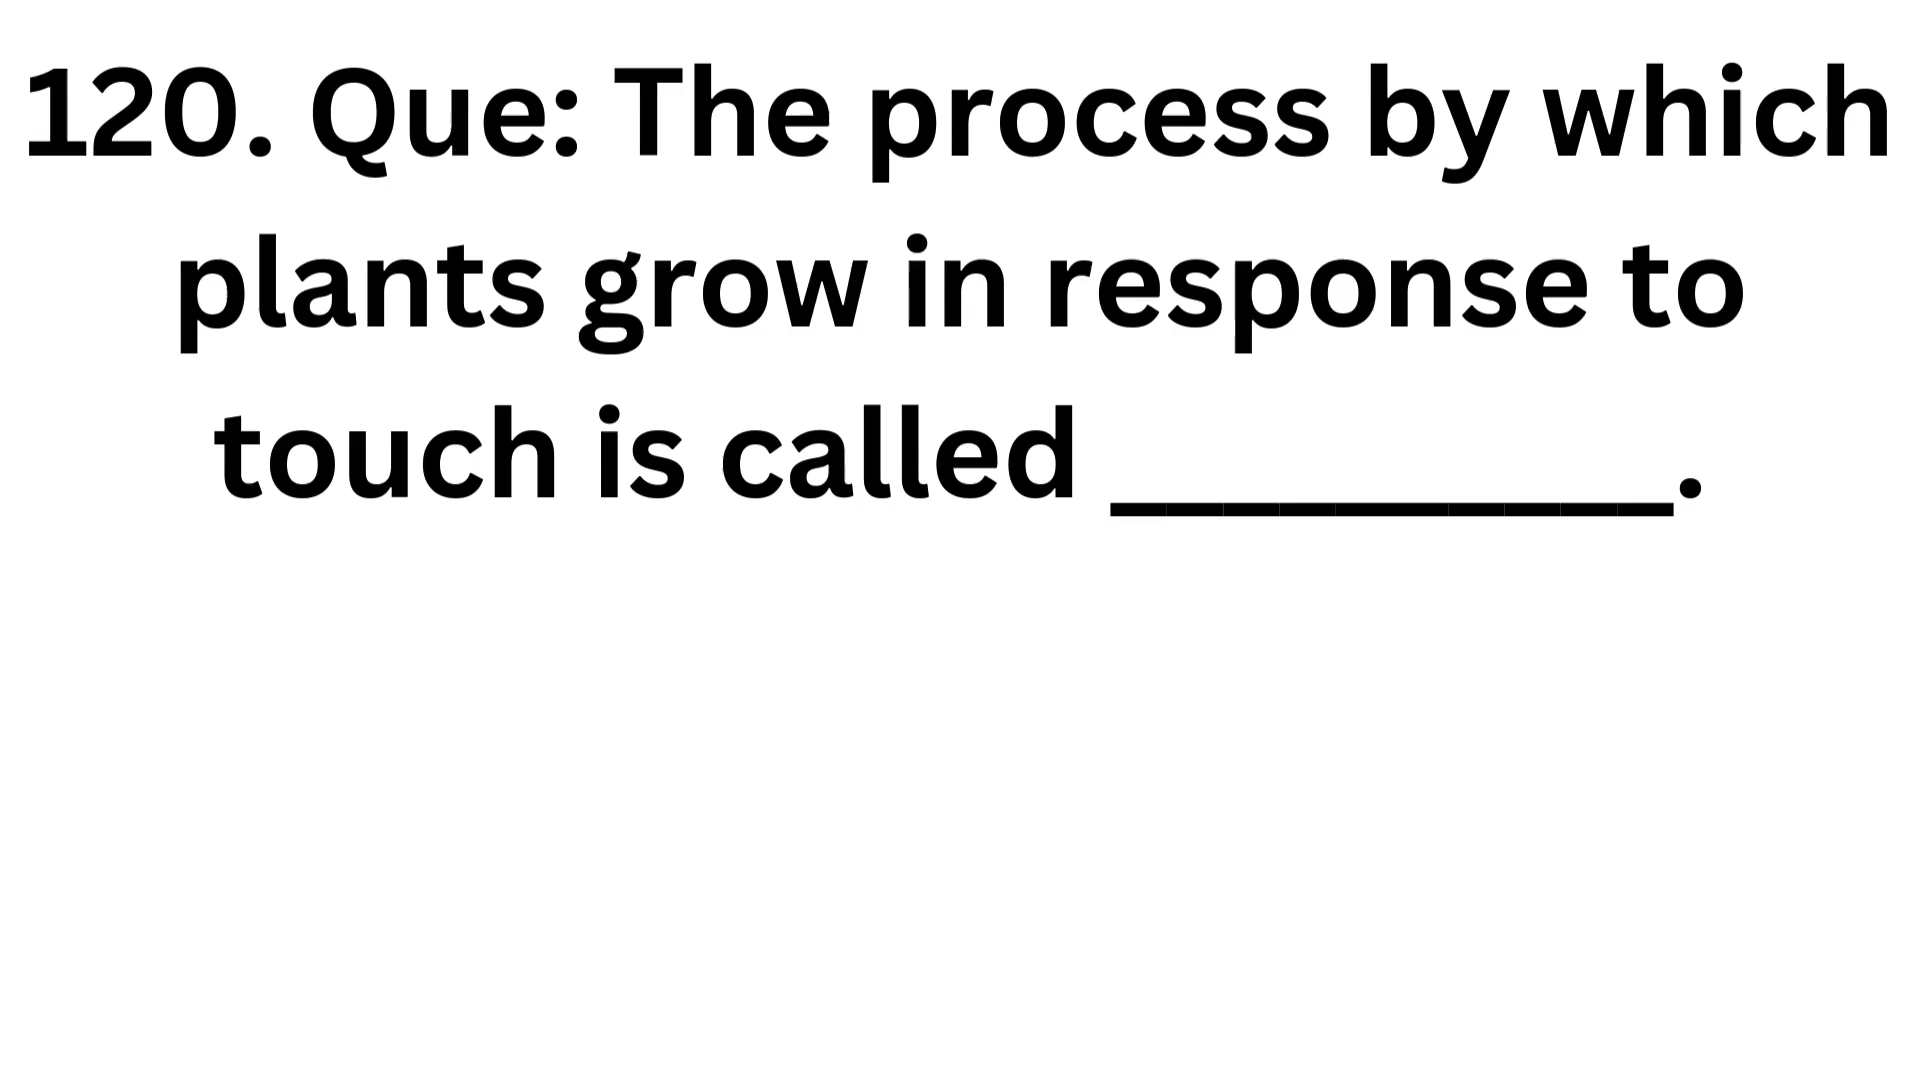 120. Que: The process by which
plants grow in response to
touch is called __________.